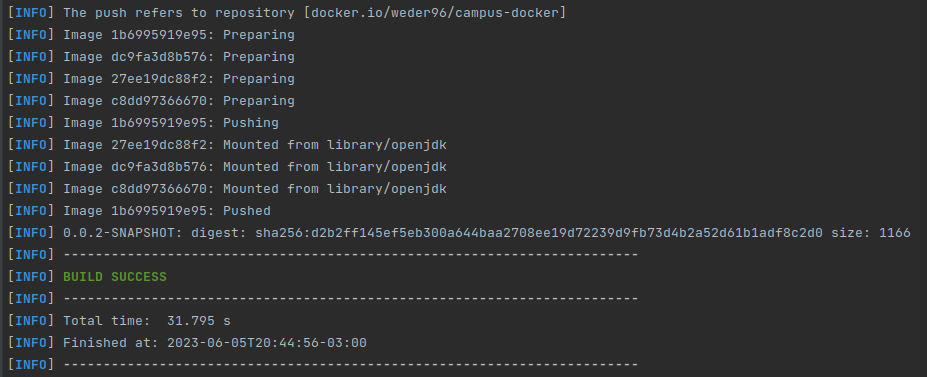 [INFO] The push refers to repository [docker.io/weder96/campus-docker]
[INFO] Image 1b6995919e95: Preparing
[INFO] Image dc9fa3d8b576: Preparing
[INFO] Image 27ee19dc88f2: Preparing
[INFO] Image c8dd97366670: Preparing
[INFO] Image 1b6995919e95: Pushing
[INFO] Image 27ee19dc88f2: Mounted from library/openjdk
[INFO] Image dc9fa3d8b576: Mounted from library/openjdk
[INFO] Image c8dd97366670: Mounted from library/openjdk
[INFO] Image 1b6995919e95: Pushed
[INFO] 0.0.2-SNAPSHOT: digest: sha256:d2b2ff145ef5eb300a644baa2708ee19d72239d9fb73d4b2a52d61b1adf8c2d0 size: 1166
[INFO] ------------------------------------------------------------------------
[INFO] BUILD SUCCESS
[INFO] ------------------------------------------------------------------------
[INFO] Total time:  31.795 s
[INFO] Finished at: 2023-06-05T20:44:56-03:00
[INFO] ------------------------------------------------------------------------